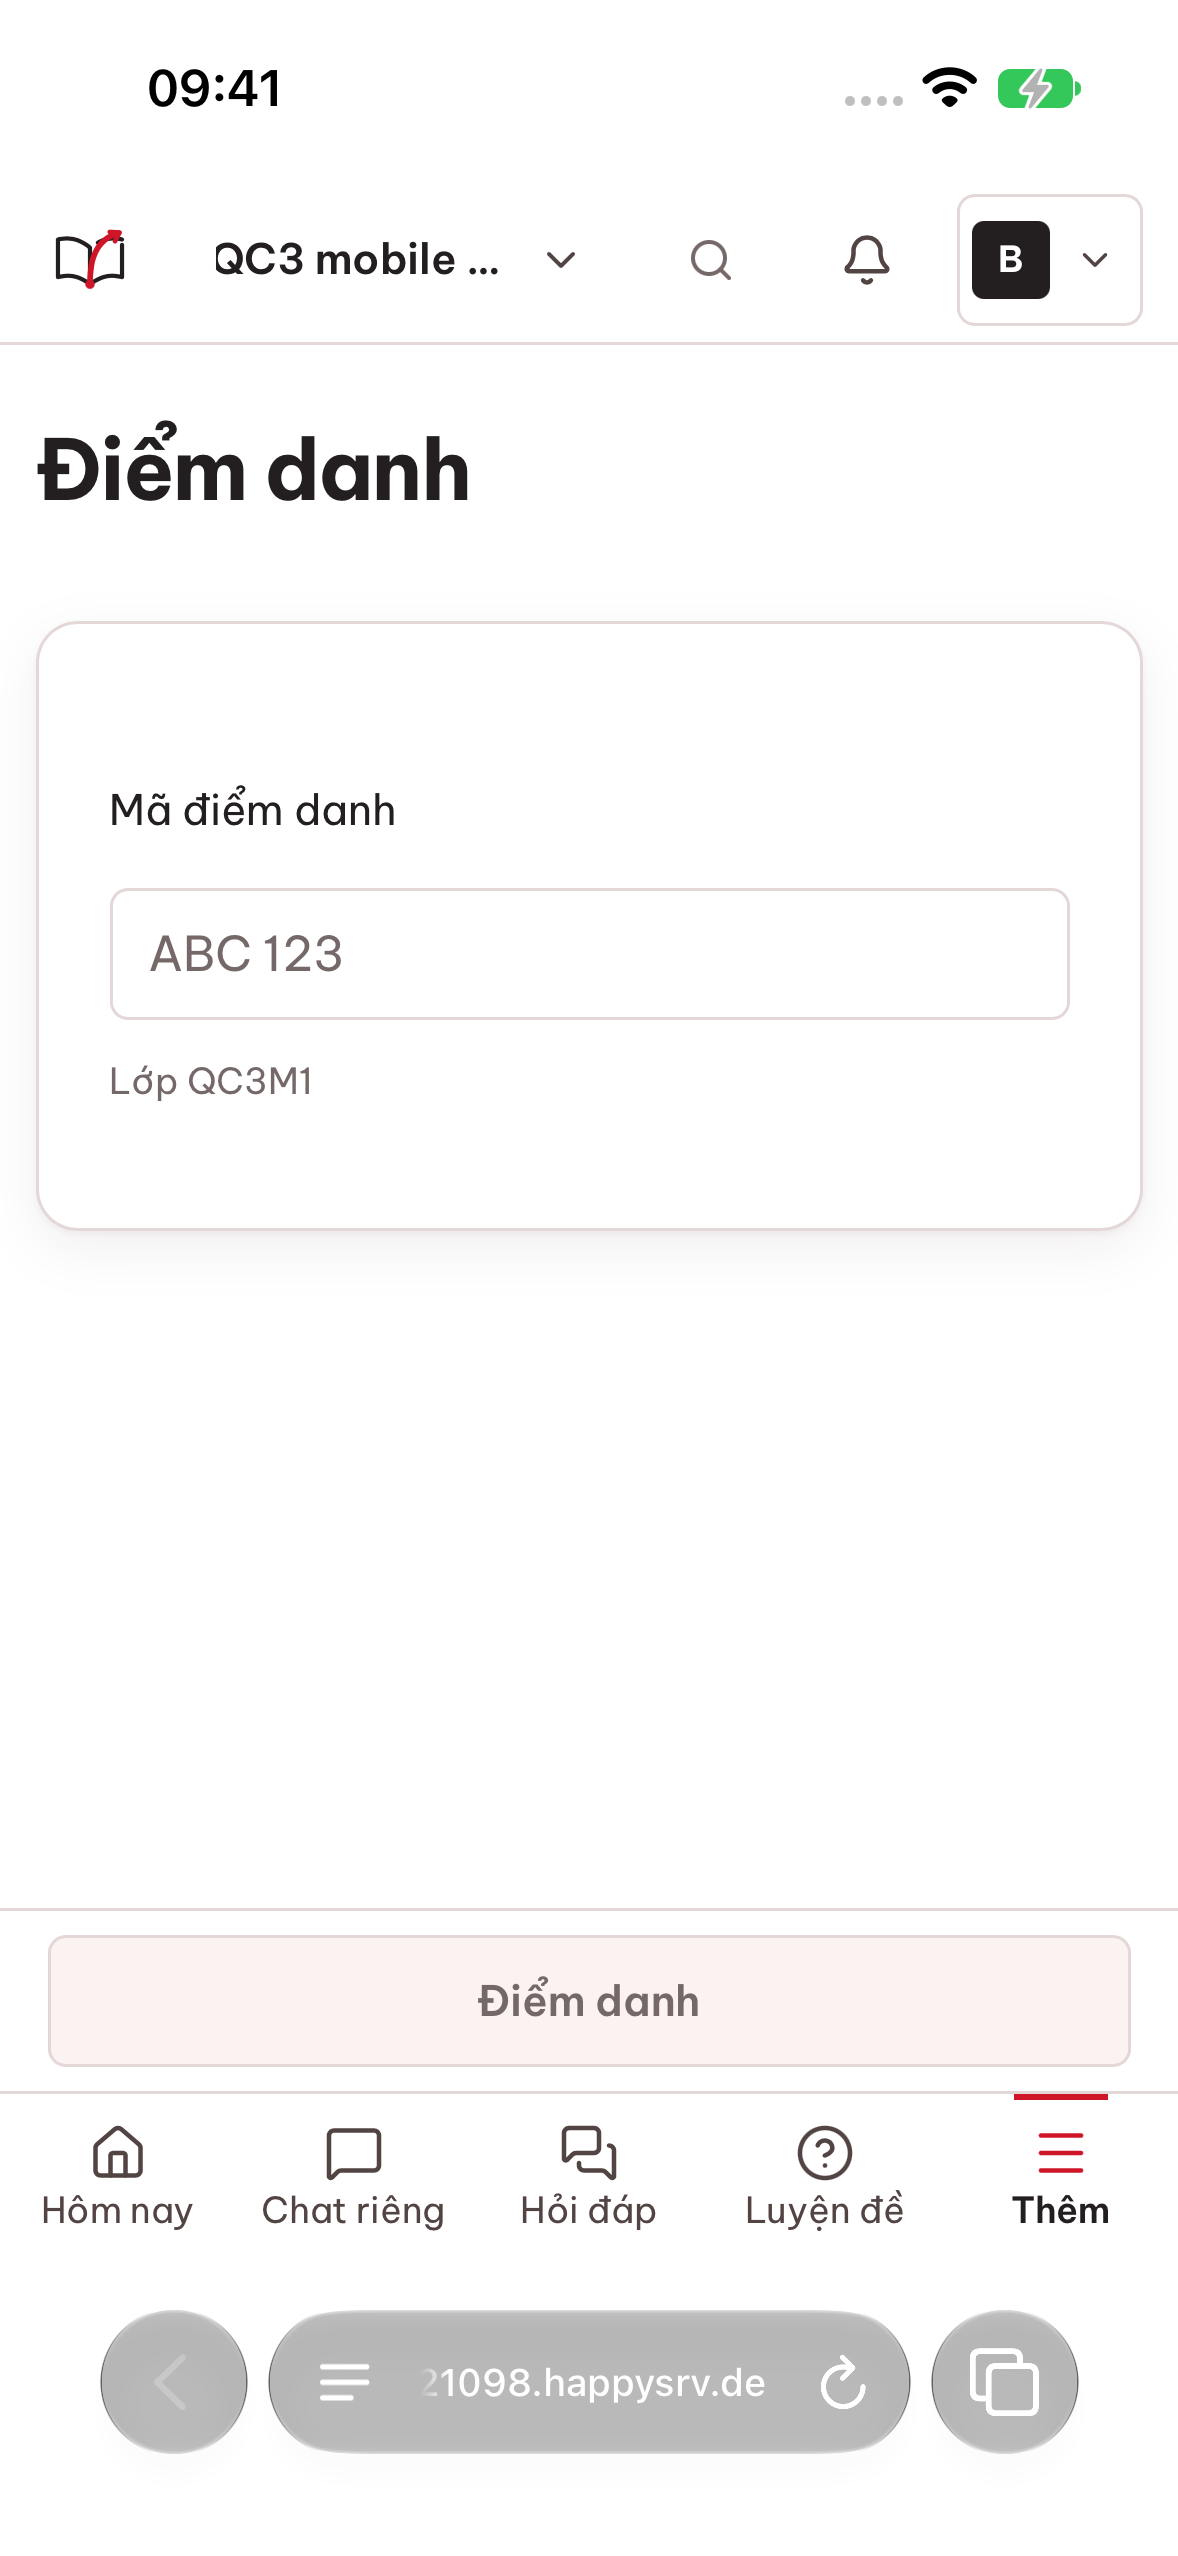 09:41
QC3 mobile ...
B
Điểm danh
Mã điểm danh
ABC 123
Lớp QC3M1
Điểm danh
Hôm nay
Chat riêng
Hỏi đáp
Luyện đề
Thêm
21098.happysrv.de